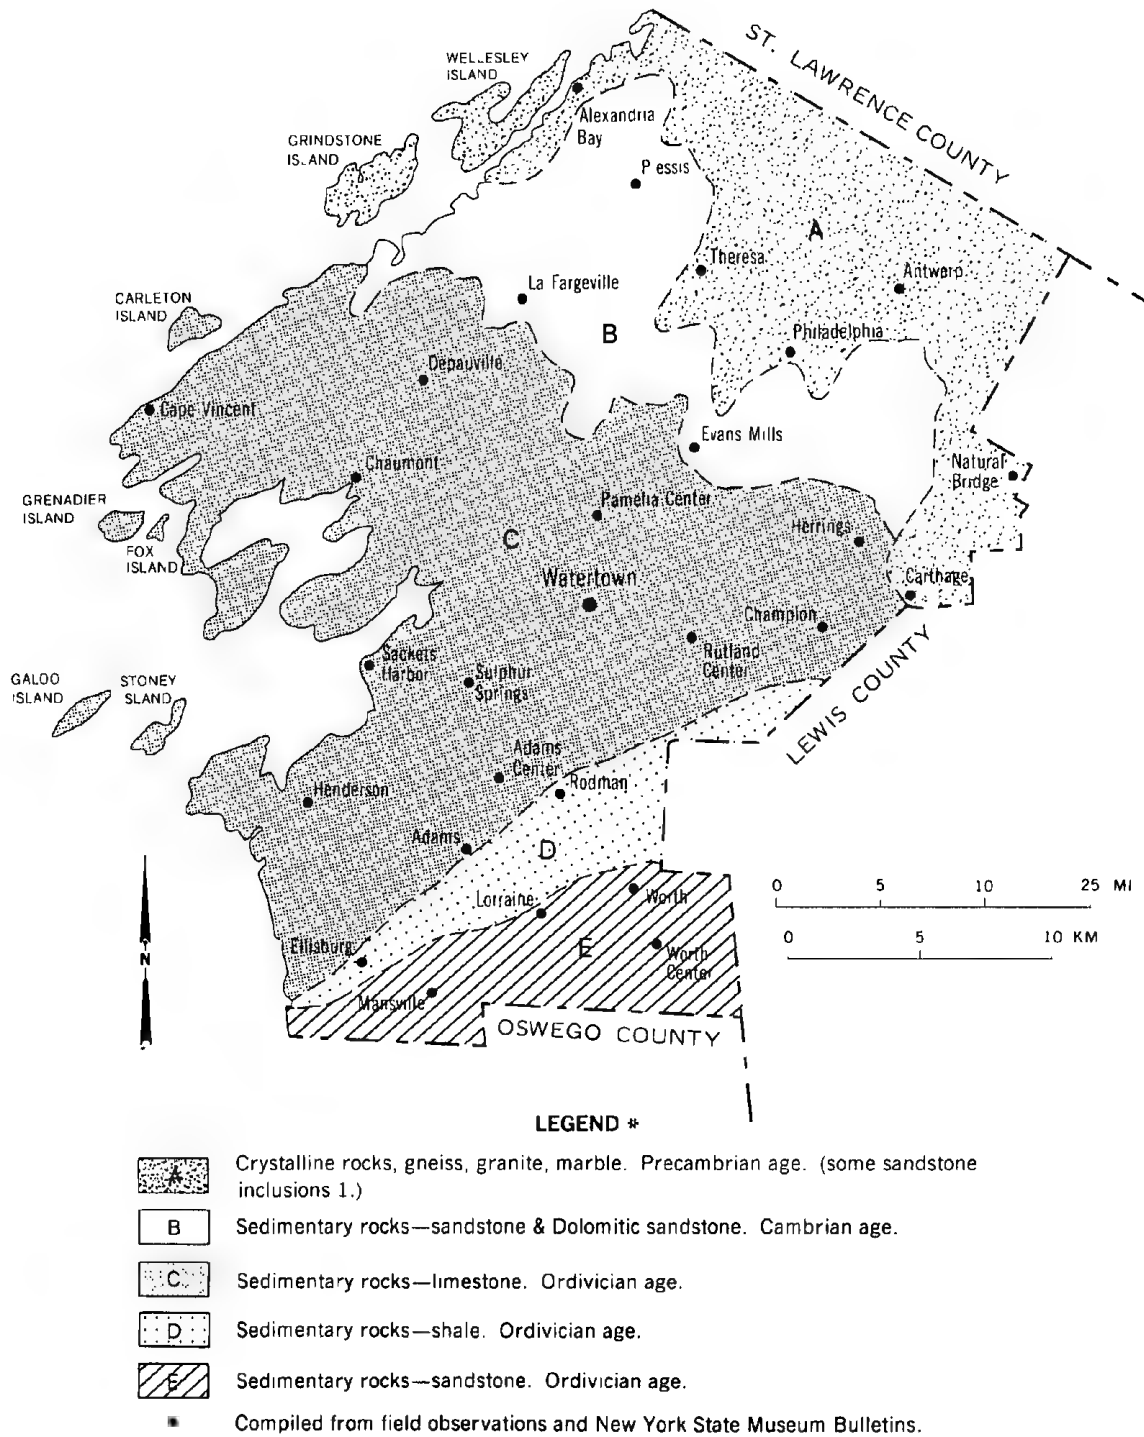 ST. LAWRENCE COUNTY
WELLESLEY
ISLAND
Alexandria
Bay
GRINDSTONE
ISLAND
P essis
A
Theresa
Antwerp
La Fargeville
CARLETON
ISLAND
B
Philadelphia
Depauville
Cape Vincent
Evans Mills
Chaumont
Natural
Bridge
GRENADIER
ISLAND
Pamelia Center
FOX
ISLAND
C
Herrings
Watertown
Carthage
Champion
Rutland
Center
Sackets
Harbor
Sulphur
Springs
LEWIS COUNTY
GALOO
ISLAND
STONEY
SLAND
Adams
Center
Rodman
Henderson
Adams
D
Lorraine
Worth
0 5 10 25 MI
0 5 10 KM
Ellisburg
E
Worth
Center
N
Mansville
OSWEGO COUNTY
LEGEND *
A Crystalline rocks, gneiss, granite, marble. Precambrian age. (some sandstone
inclusions 1.)
B Sedimentary rocks—sandstone & Dolomitic sandstone. Cambrian age.
C Sedimentary rocks—limestone. Ordivician age.
D Sedimentary rocks—shale. Ordivician age.
E Sedimentary rocks—sandstone. Ordivician age.
Compiled from field observations and New York State Museum Bulletins.